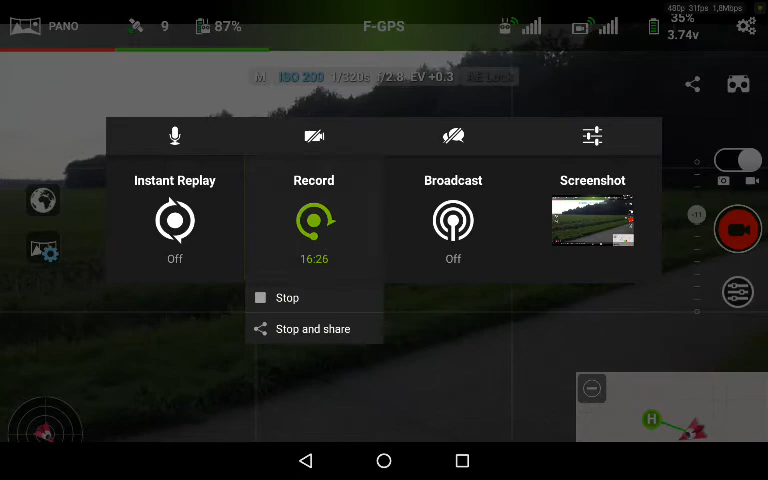 480p 31fps 1,8Mbps
PANO
9
87%
F-GPS
35%
3.74v
M ISO 200 1/320s f/2.8 EV +0.3 AE Lock
Instant Replay
Record
Broadcast
Screenshot
Off
16:26
Off
-11
Stop
Stop and share
H